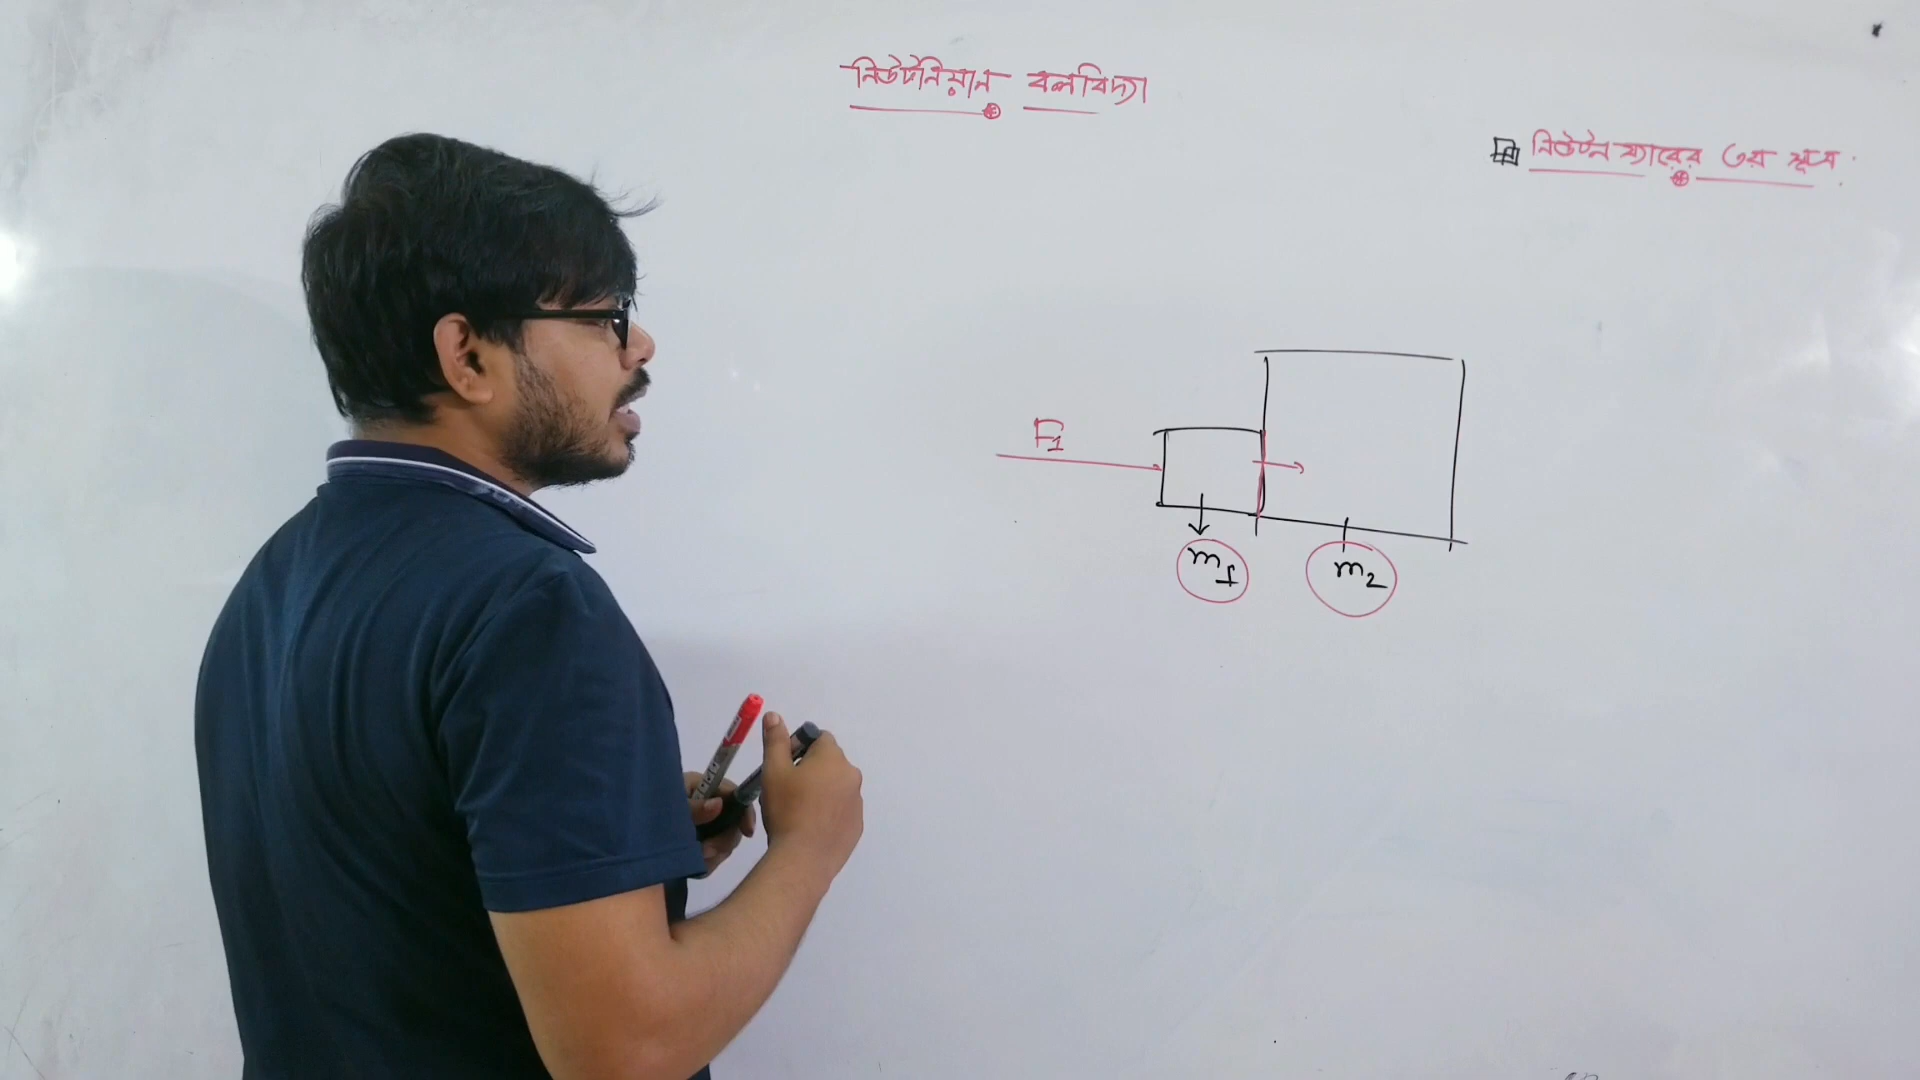 নিউটনিয়ান বলবিদ্যা
নিউটন স্যারের ৩য় সূত্র:
F1
m1
m2